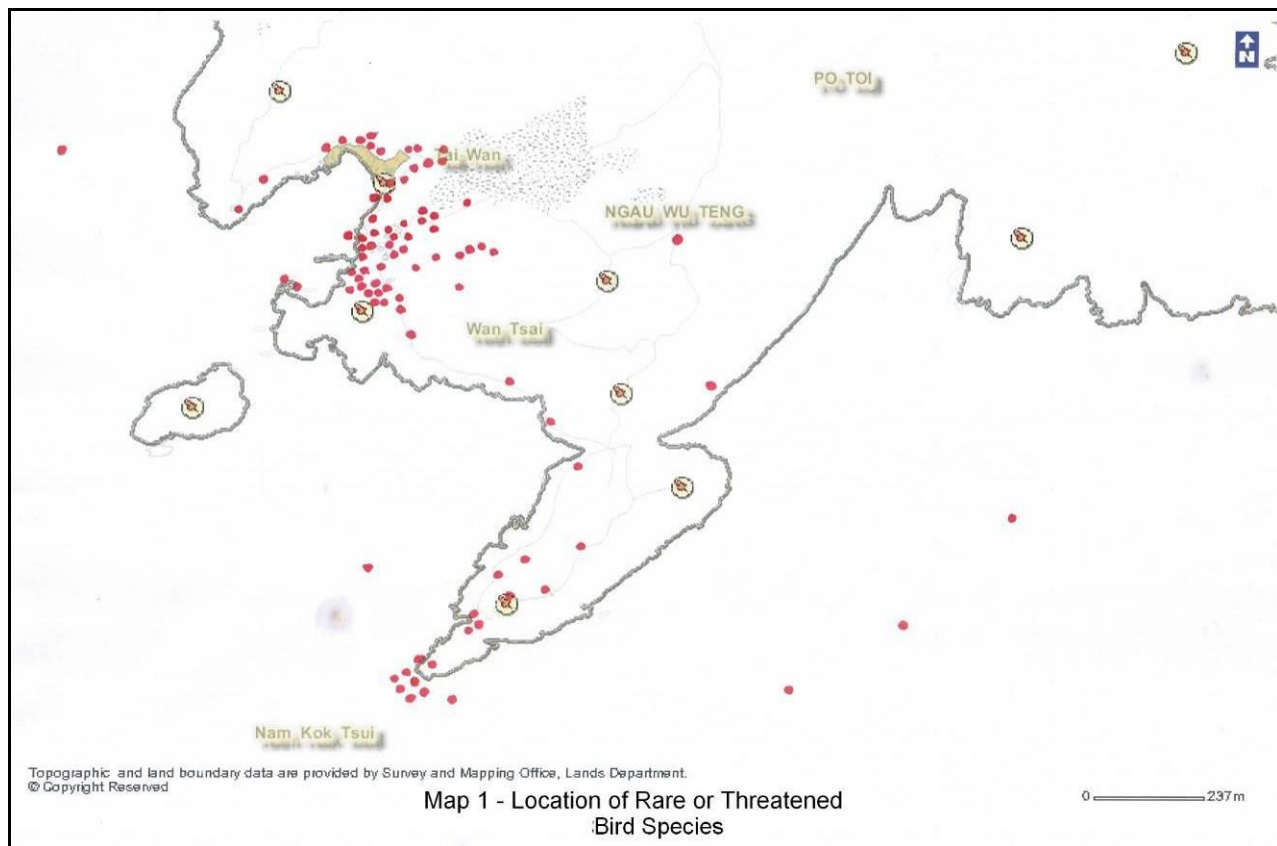 PO TOI
N
Tai Wan
NGAU WU TENG
Wan Tsai
Nam Kok Tsui
Topographic and land boundary data are provided by Survey and Mapping Office, Lands Department.
© Copyright Reserved
0 237m
Map 1 - Location of Rare or Threatened
Bird Species